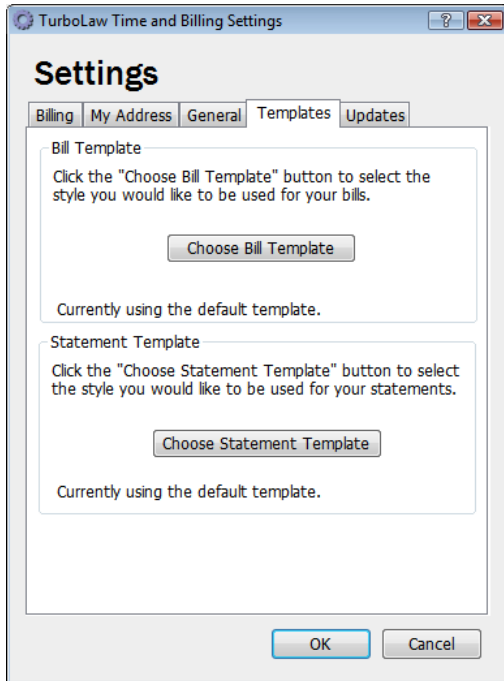 TurboLaw Time and Billing Settings
?
Settings
Billing My Address General Templates Updates
Bill Template
Click the "Choose Bill Template" button to select the
style you would like to be used for your bills.
Choose Bill Template
Currently using the default template.
Statement Template
Click the "Choose Statement Template" button to select
the style you would like to be used for your statements.
Choose Statement Template
Currently using the default template.
OK Cancel